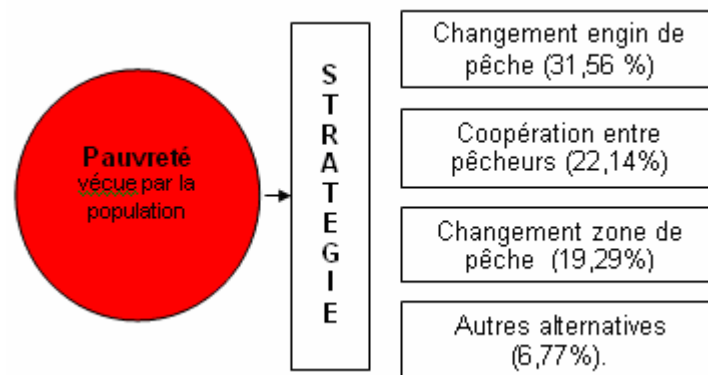 Pauvreté
vécue par la
population
STRATEGIE
Changement engin de
pêche (31,56 %)
Coopération entre
pêcheurs (22,14%)
Changement zone de
pêche (19,29%)
Autres alternatives
(6,77%).